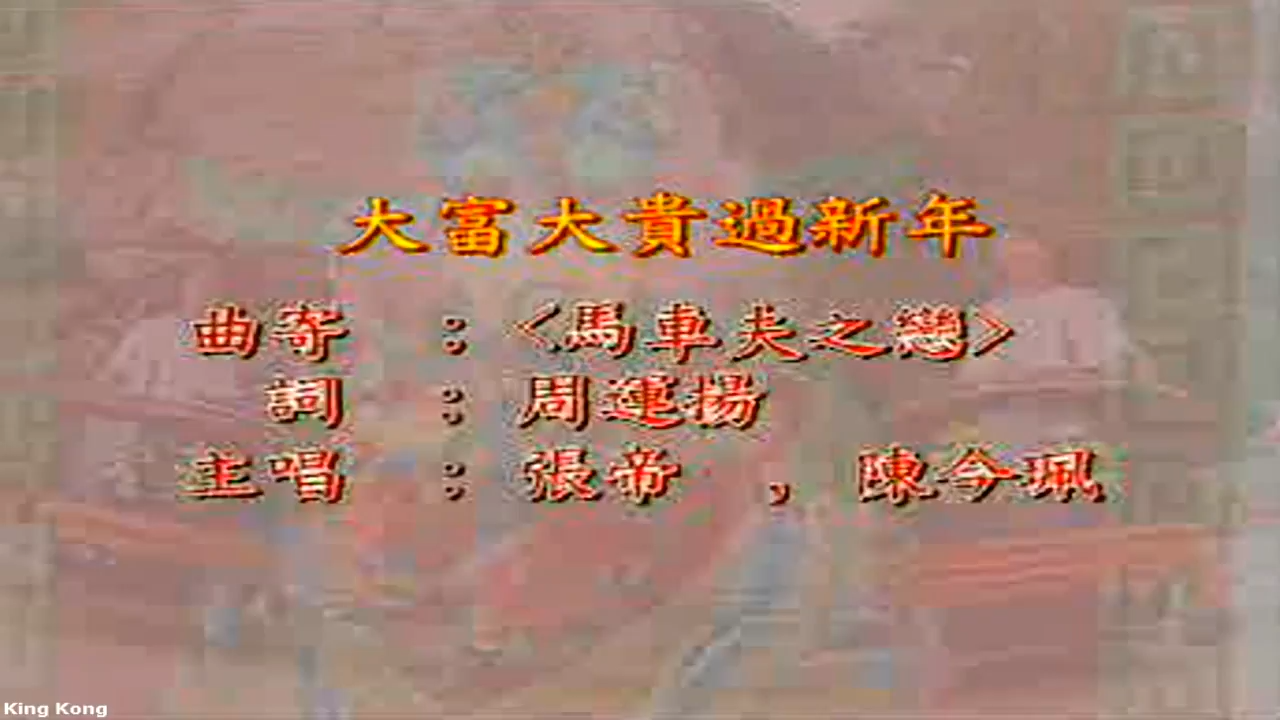 大富大貴過新年
曲寄 : <馬車夫之戀>
詞 : 周運揚
主唱 : 張帝 , 陳今珮
King Kong